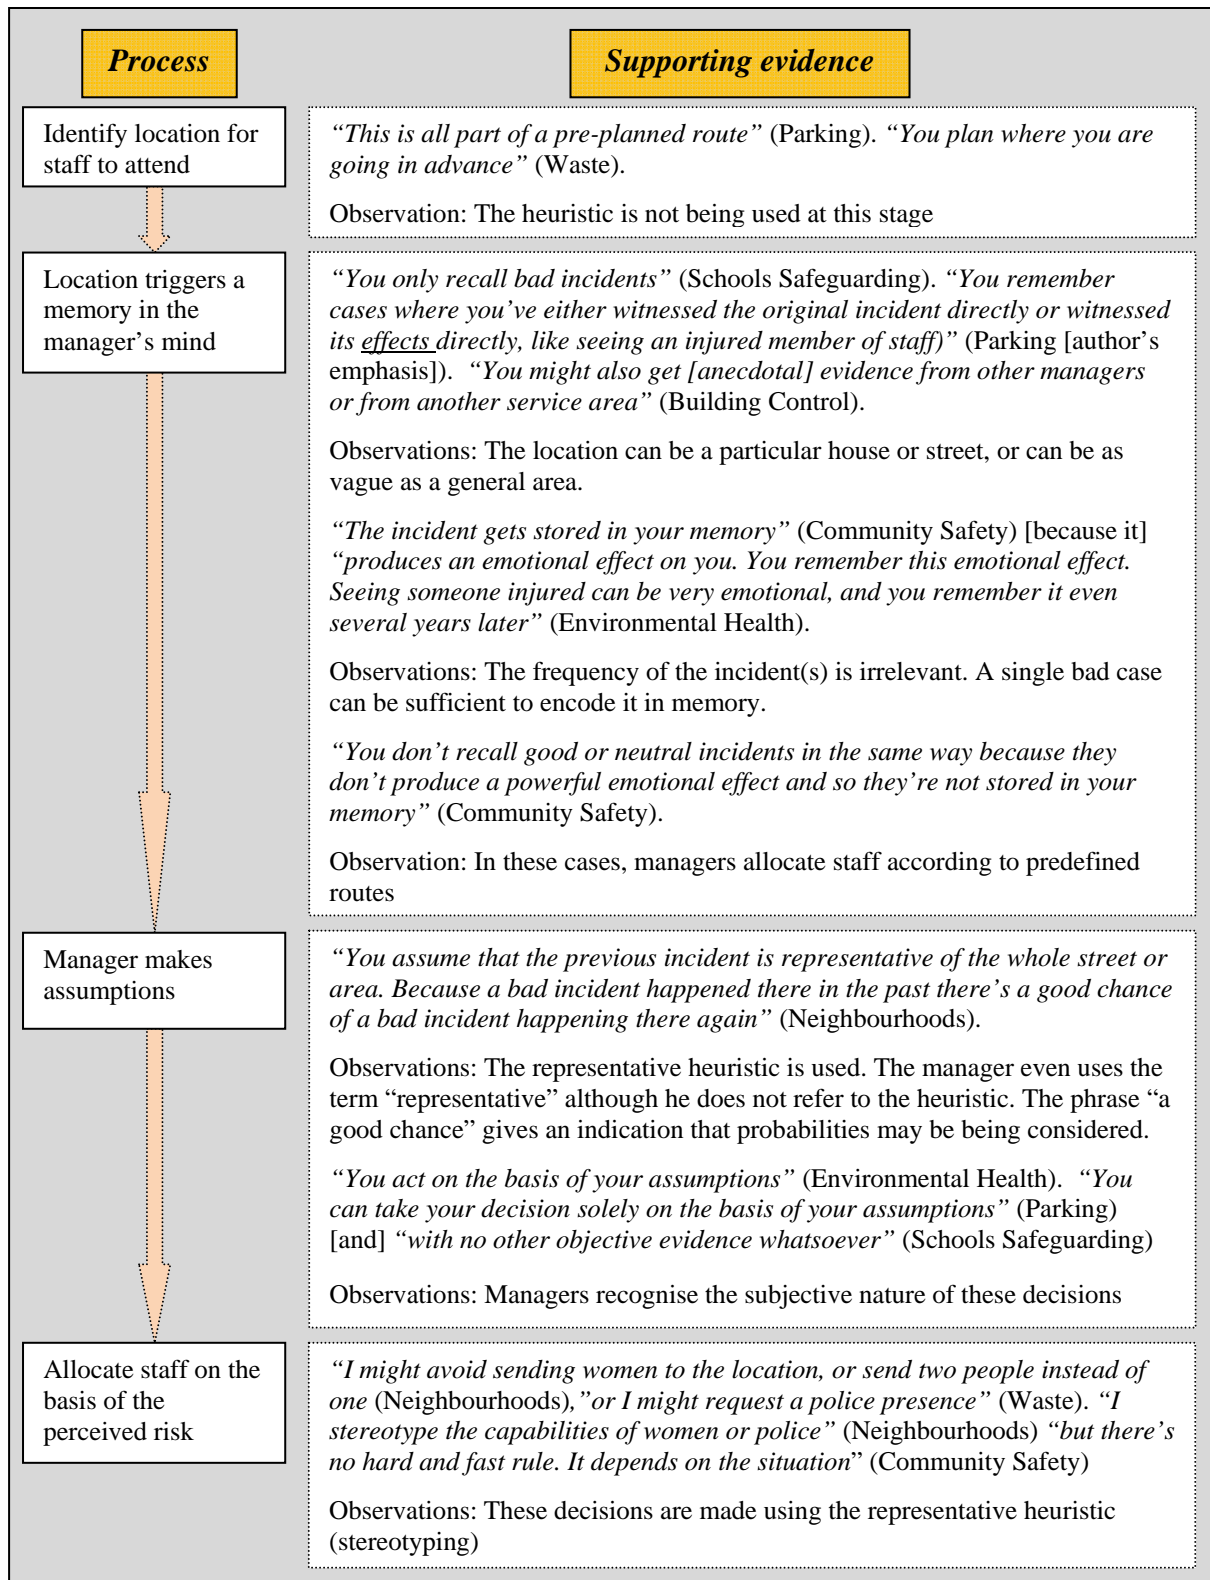 Process
Supporting evidence
Identify location for
staff to attend
“This is all part of a pre-planned route” (Parking). “You plan where you are
going in advance” (Waste).
Observation: The heuristic is not being used at this stage
Location triggers a
memory in the
manager’s mind
“You only recall bad incidents” (Schools Safeguarding). “You remember
cases where you’ve either witnessed the original incident directly or witnessed
its effects directly, like seeing an injured member of staff)” (Parking [author’s
emphasis]). “You might also get [anecdotal] evidence from other managers
or from another service area” (Building Control).
Observations: The location can be a particular house or street, or can be as
vague as a general area.
“The incident gets stored in your memory” (Community Safety) [because it]
“produces an emotional effect on you. You remember this emotional effect.
Seeing someone injured can be very emotional, and you remember it even
several years later” (Environmental Health).
Observations: The frequency of the incident(s) is irrelevant. A single bad case
can be sufficient to encode it in memory.
“You don’t recall good or neutral incidents in the same way because they
don’t produce a powerful emotional effect and so they’re not stored in your
memory” (Community Safety).
Observation: In these cases, managers allocate staff according to predefined
routes
Manager makes
assumptions
“You assume that the previous incident is representative of the whole street or
area. Because a bad incident happened there in the past there’s a good chance
of a bad incident happening there again” (Neighbourhoods).
Observations: The representative heuristic is used. The manager even uses the
term “representative” although he does not refer to the heuristic. The phrase “a
good chance” gives an indication that probabilities may be being considered.
“You act on the basis of your assumptions” (Environmental Health). “You
can take your decision solely on the basis of your assumptions” (Parking)
[and] “with no other objective evidence whatsoever” (Schools Safeguarding)
Observations: Managers recognise the subjective nature of these decisions
Allocate staff on the
basis of the
perceived risk
“I might avoid sending women to the location, or send two people instead of
one (Neighbourhoods),”or I might request a police presence” (Waste). “I
stereotype the capabilities of women or police” (Neighbourhoods) “but there’s
no hard and fast rule. It depends on the situation” (Community Safety)
Observations: These decisions are made using the representative heuristic
(stereotyping)